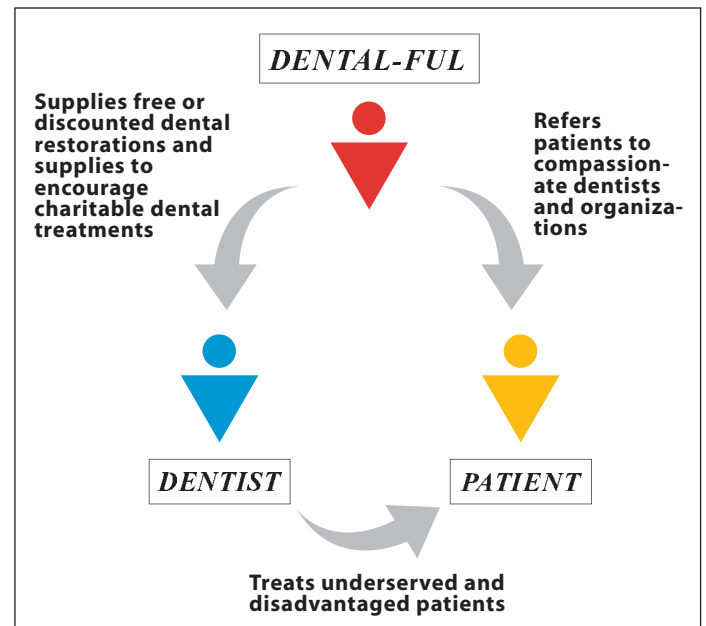 DENTAL-FUL
Supplies free or
discounted dental
restorations and
supplies to
encourage
charitable dental
treatments
Refers
patients to
compassion-
ate dentists
and organiza-
tions
DENTIST
PATIENT
Treats underserved and
disadvantaged patients